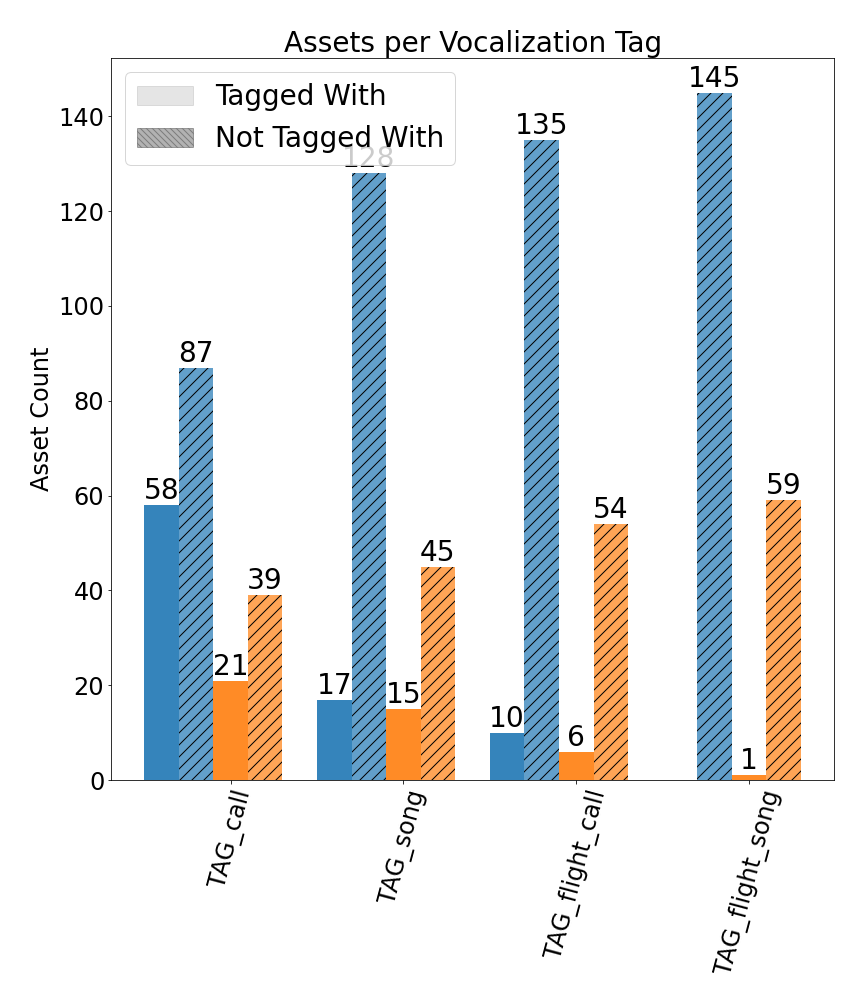 Assets per Vocalization Tag
Tagged With
Not Tagged With
Asset Count
140
120
100
80
60
40
20
0
58
87
21
39
17
128
15
45
10
135
6
54
145
1
59
TAG_call
TAG_song
TAG_flight_call
TAG_flight_song